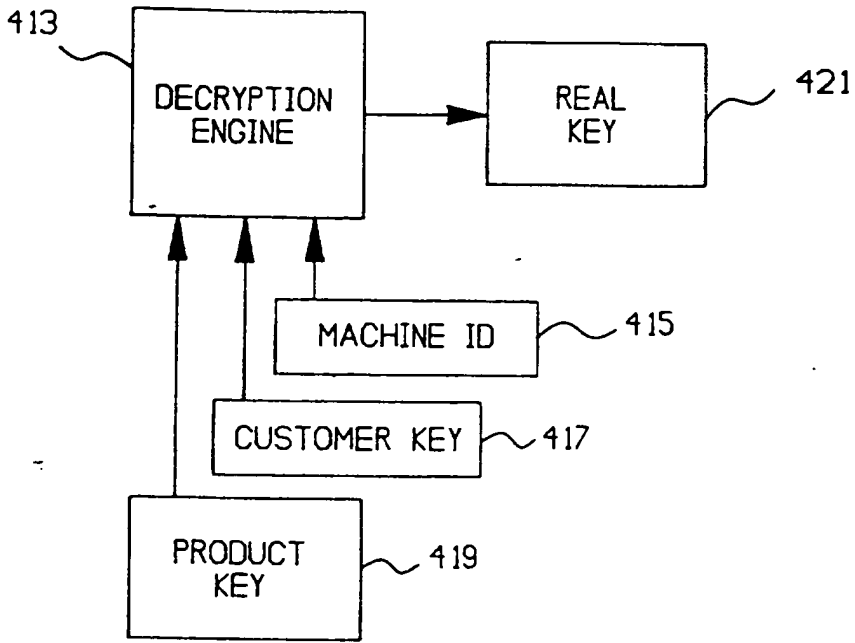 413
DECRYPTION
ENGINE
REAL
KEY
421
MACHINE ID
415
CUSTOMER KEY
417
PRODUCT
KEY
419